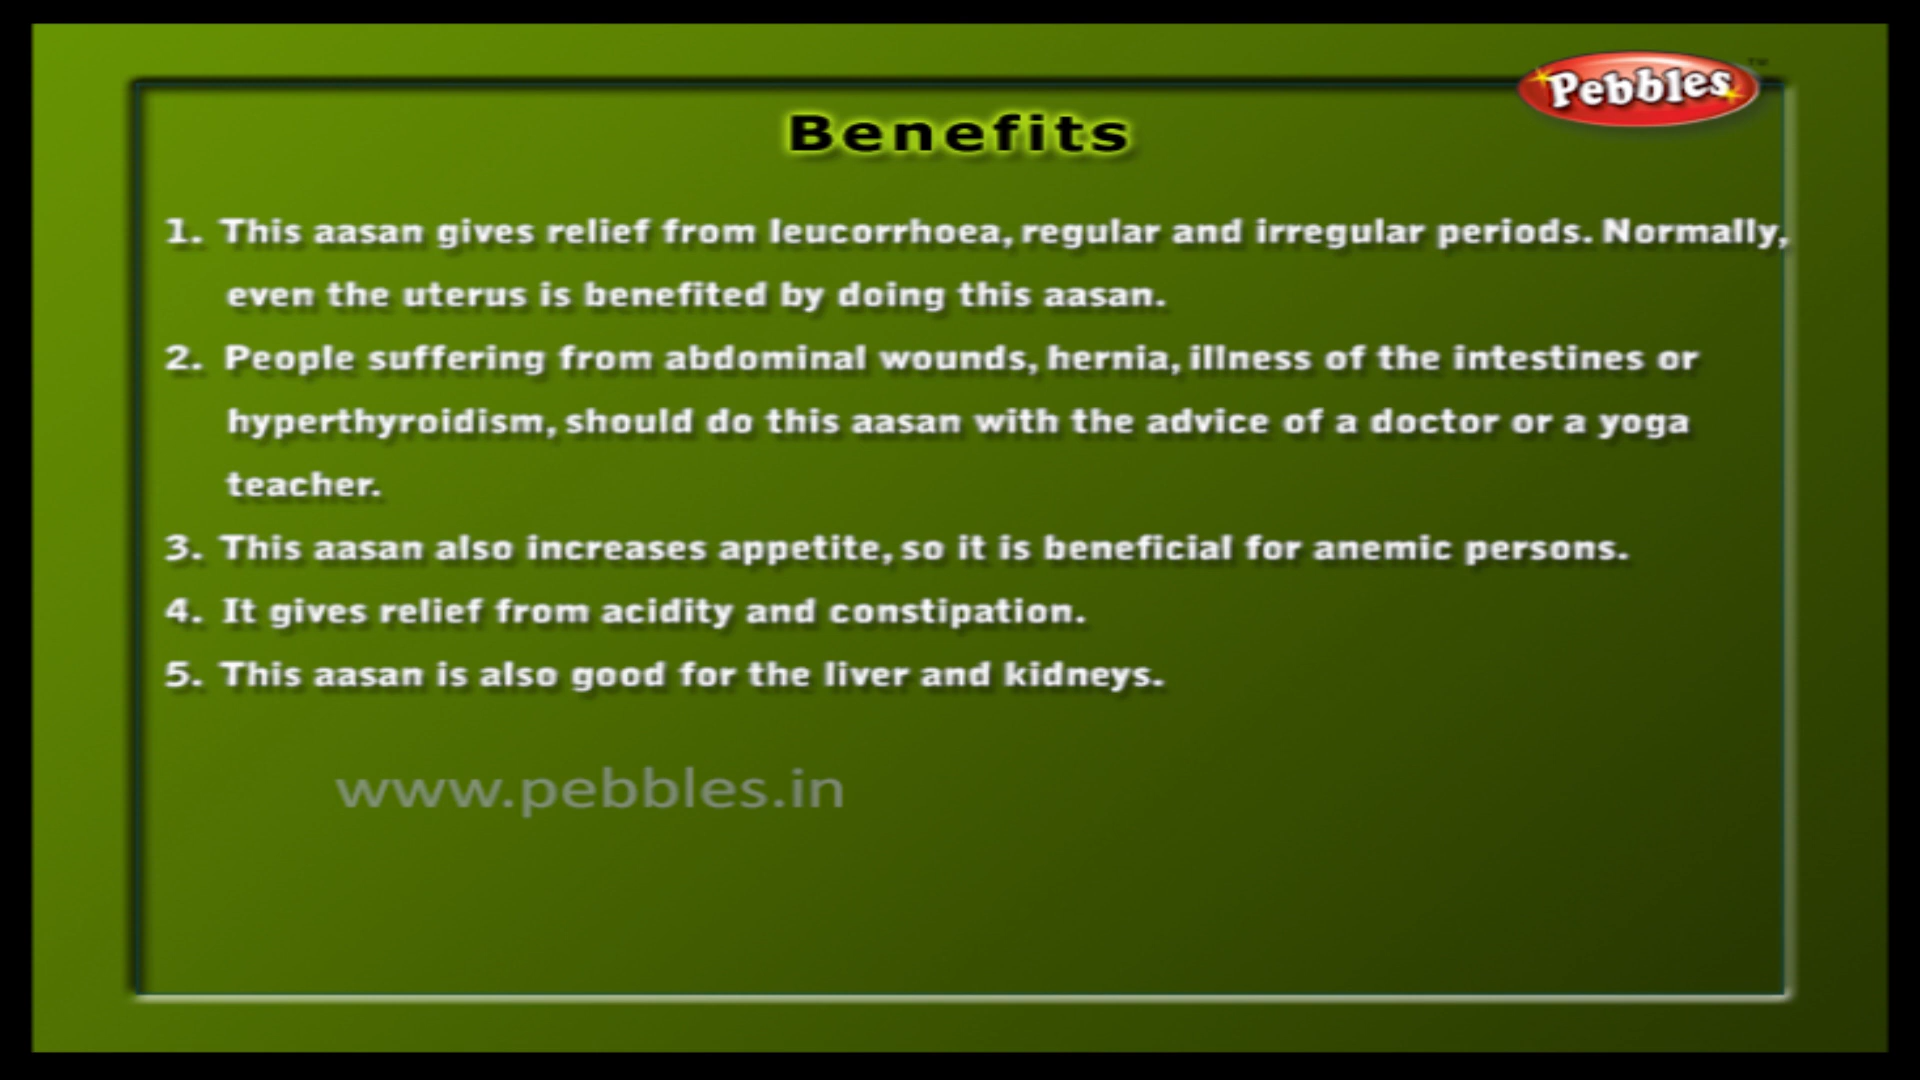 Pebbles TM
Benefits
1. This aasan gives relief from leucorrhoea, regular and irregular periods. Normally,
even the uterus is benefited by doing this aasan.
2. People suffering from abdominal wounds, hernia, illness of the intestines or
hyperthyroidism, should do this aasan with the advice of a doctor or a yoga
teacher.
3. This aasan also increases appetite, so it is beneficial for anemic persons.
4. It gives relief from acidity and constipation.
5. This aasan is also good for the liver and kidneys.
www.pebbles.in